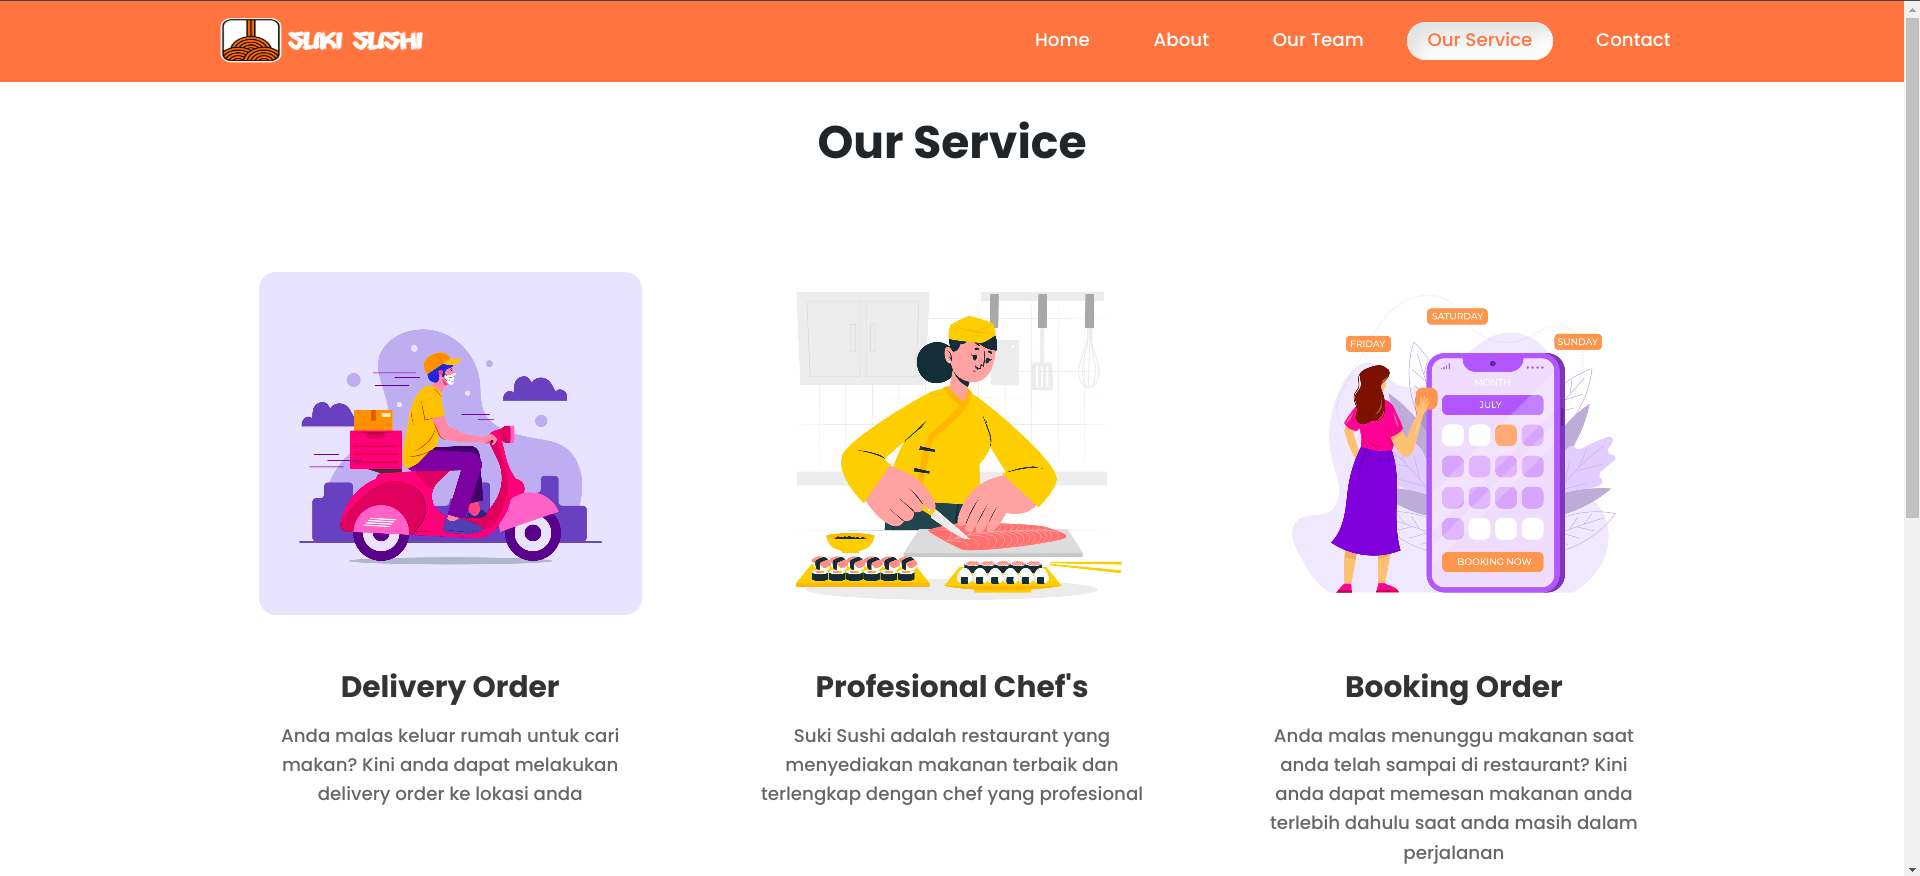 SUKI SUSHI
Home
About
Our Team
Our Service
Contact
Our Service
SATURDAY
FRIDAY
SUNDAY
MONTH
JULY
BOOKING NOW
Delivery Order
Anda malas keluar rumah untuk cari
makan? Kini anda dapat melakukan
delivery order ke lokasi anda
Profesional Chef's
Suki Sushi adalah restaurant yang
menyediakan makanan terbaik dan
terlengkap dengan chef yang profesional
Booking Order
Anda malas menunggu makanan saat
anda telah sampai di restaurant? Kini
anda dapat memesan makanan anda
terlebih dahulu saat anda masih dalam
perjalanan